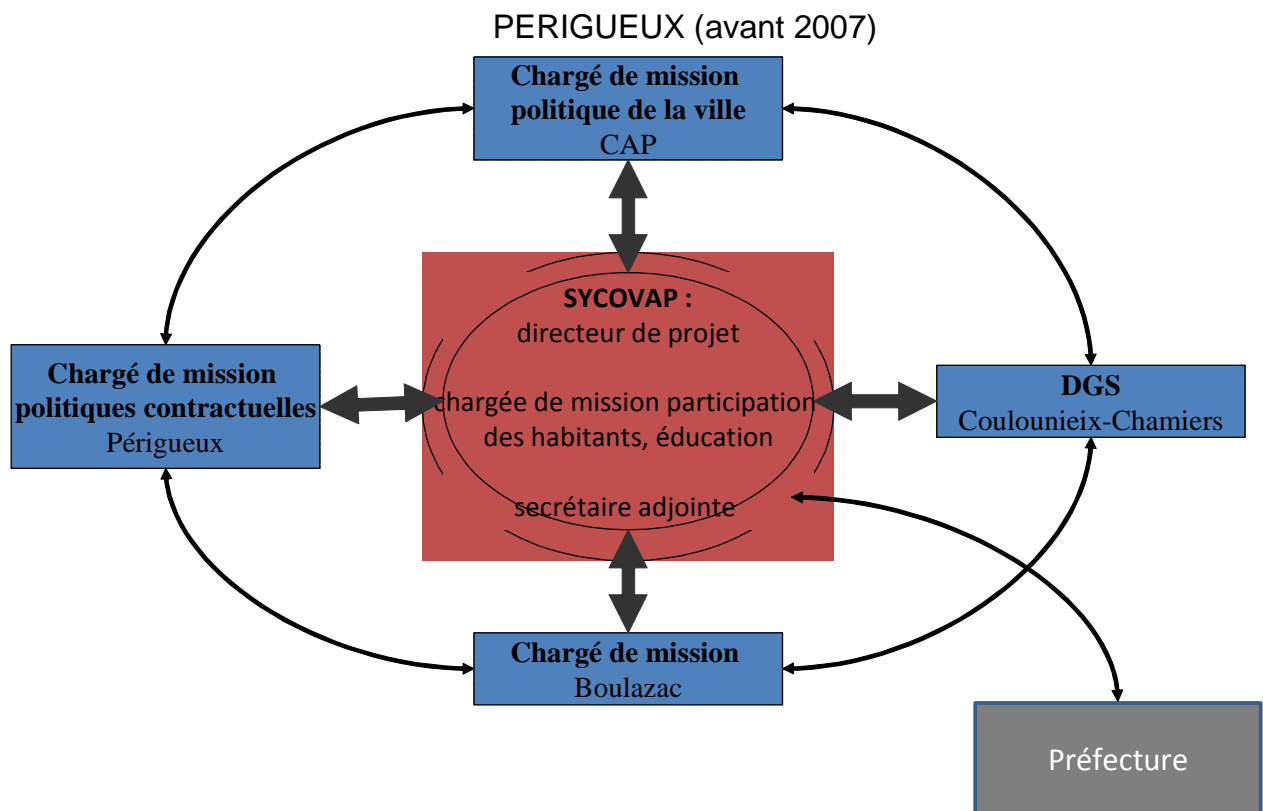 PERIGUEUX (avant 2007)
Chargé de mission
politique de la ville
CAP
SYCOVAP :
directeur de projet
chargée de mission participation
des habitants, éducation
secrétaire adjointe
Chargé de mission
politiques contractuelles
Périgueux
DGS
Coulounieix-Chamiers
Chargé de mission
Boulazac
Préfecture